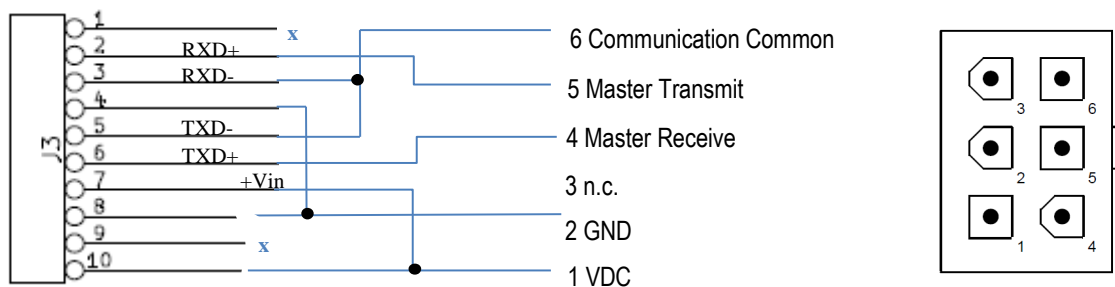 J3
1 x
2 RXD+
3 RXD-
4
5 TXD-
6 TXD+
7 +Vin
8
9 x
10
6 Communication Common
5 Master Transmit
4 Master Receive
3 n.c.
2 GND
1 VDC
3 6
2 5
1 4